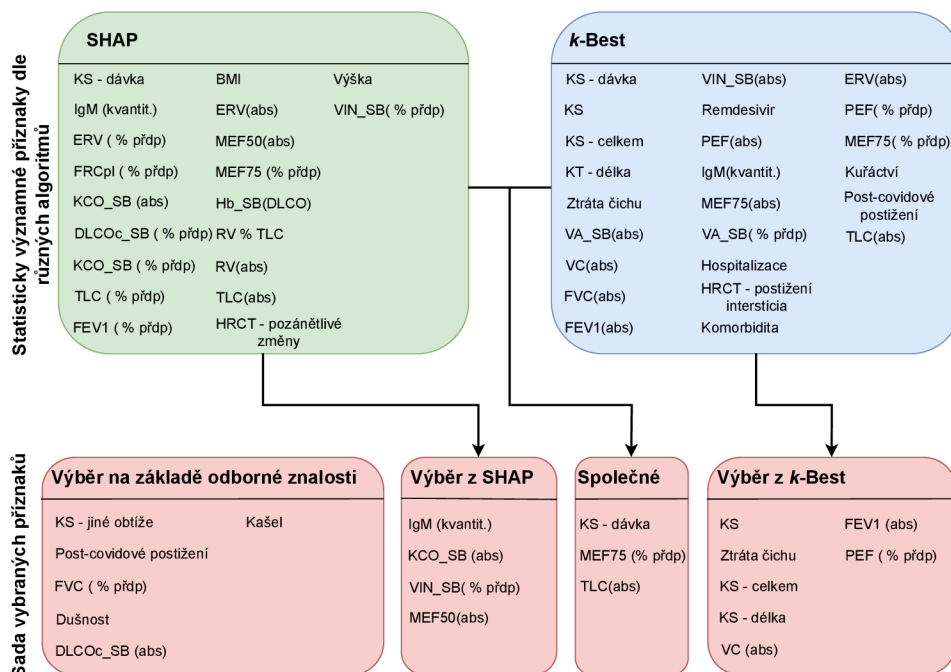 Statisticky významné příznaky dle
různých algoritmů
SHAP
KS - dávka
IgM (kvantit.)
ERV ( % přdp)
FRCpl ( % přdp)
KCO_SB (abs)
DLCOc_SB ( % přdp)
KCO_SB ( % přdp)
TLC ( % přdp)
FEV1 ( % přdp)
BMI
ERV(abs)
MEF50(abs)
MEF75 (% přdp)
Hb_SB(DLCO)
RV % TLC
RV(abs)
TLC(abs)
HRCT - pozánětlivé
změny
Výška
VIN_SB( % přdp)
k-Best
KS - dávka
KS
KS - celkem
KT - délka
Ztráta čichu
VA_SB(abs)
VC(abs)
FVC(abs)
FEV1(abs)
VIN_SB(abs)
Remdesivir
PEF(abs)
IgM(kvantit.)
MEF75(abs)
VA_SB( % přdp)
Hospitalizace
HRCT - postižení
intersticia
Komorbidita
ERV(abs)
PEF( % přdp)
MEF75( % přdp)
Kuřáctví
Post-covidové
postižení
TLC(abs)
Sada vybraných příznaků
Výběr na základě odborné znalosti
KS - jiné obtíže
Post-covidové postižení
FVC ( % přdp)
Dušnost
DLCOc_SB (abs)
Kašel
Výběr z SHAP
IgM (kvantit.)
KCO_SB (abs)
VIN_SB( % přdp)
MEF50(abs)
Společné
KS - dávka
MEF75 (% přdp)
TLC(abs)
Výběr z k-Best
KS
Ztráta čichu
KS - celkem
KS - délka
VC (abs)
FEV1 (abs)
PEF ( % přdp)